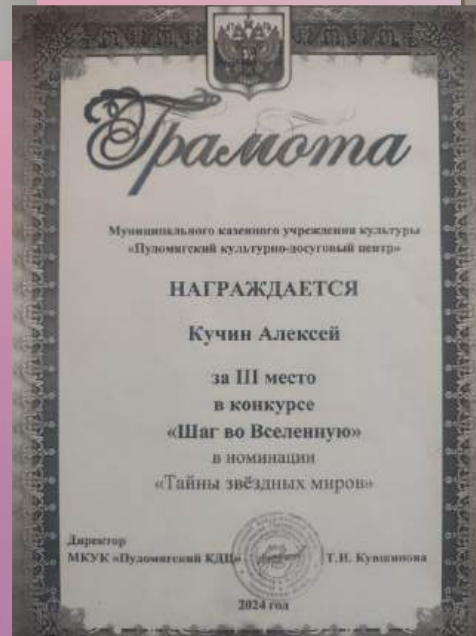 Грамота
Муниципального казенного учреждения культуры
«Пудомягский культурно-досуговый центр»
НАГРАЖДАЕТСЯ
Кучин Алексей
за III место
в конкурсе
«Шаг во Вселенную»
в номинации
«Тайны звёздных миров»
Директор
МКУК «Пудомягский КДЦ» Т.И. Кувшинова
2024 год